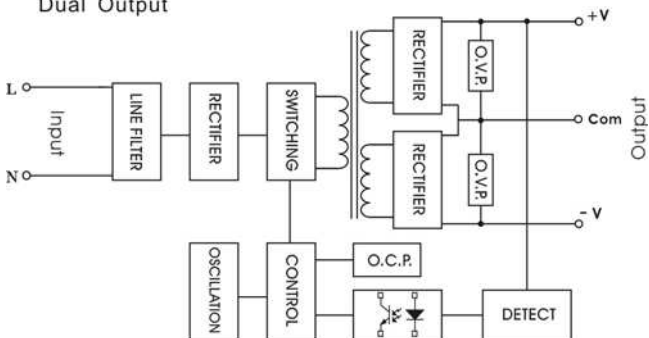 Dual Output
L
N
Input
LINE FILTER
RECTIFIER
SWITCHING
RECTIFIER
RECTIFIER
O.V.P.
O.V.P.
+V
Com
- V
Output
OSCILLATION
CONTROL
O.C.P.
DETECT